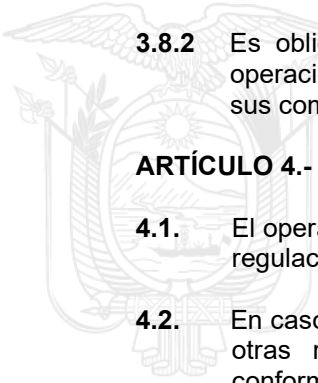 3.8.2 Es obli
operaci
sus con
ARTÍCULO 4.-
4.1. El opera
regulac
4.2. En caso
otras r
conform